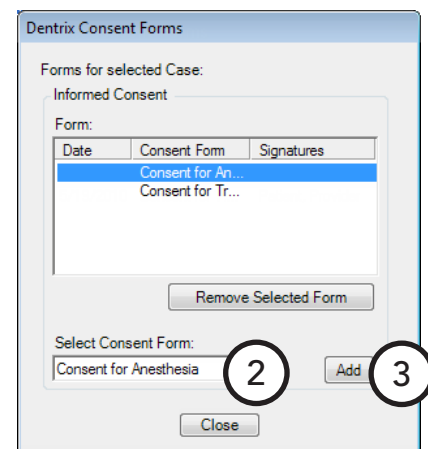 Dentrix Consent Forms
Forms for selected Case:
Informed Consent
Form:
Date Consent Form Signatures
Consent for An...
Consent for Tr...
Remove Selected Form
Select Consent Form:
Consent for Anesthesia 2 Add 3
Close